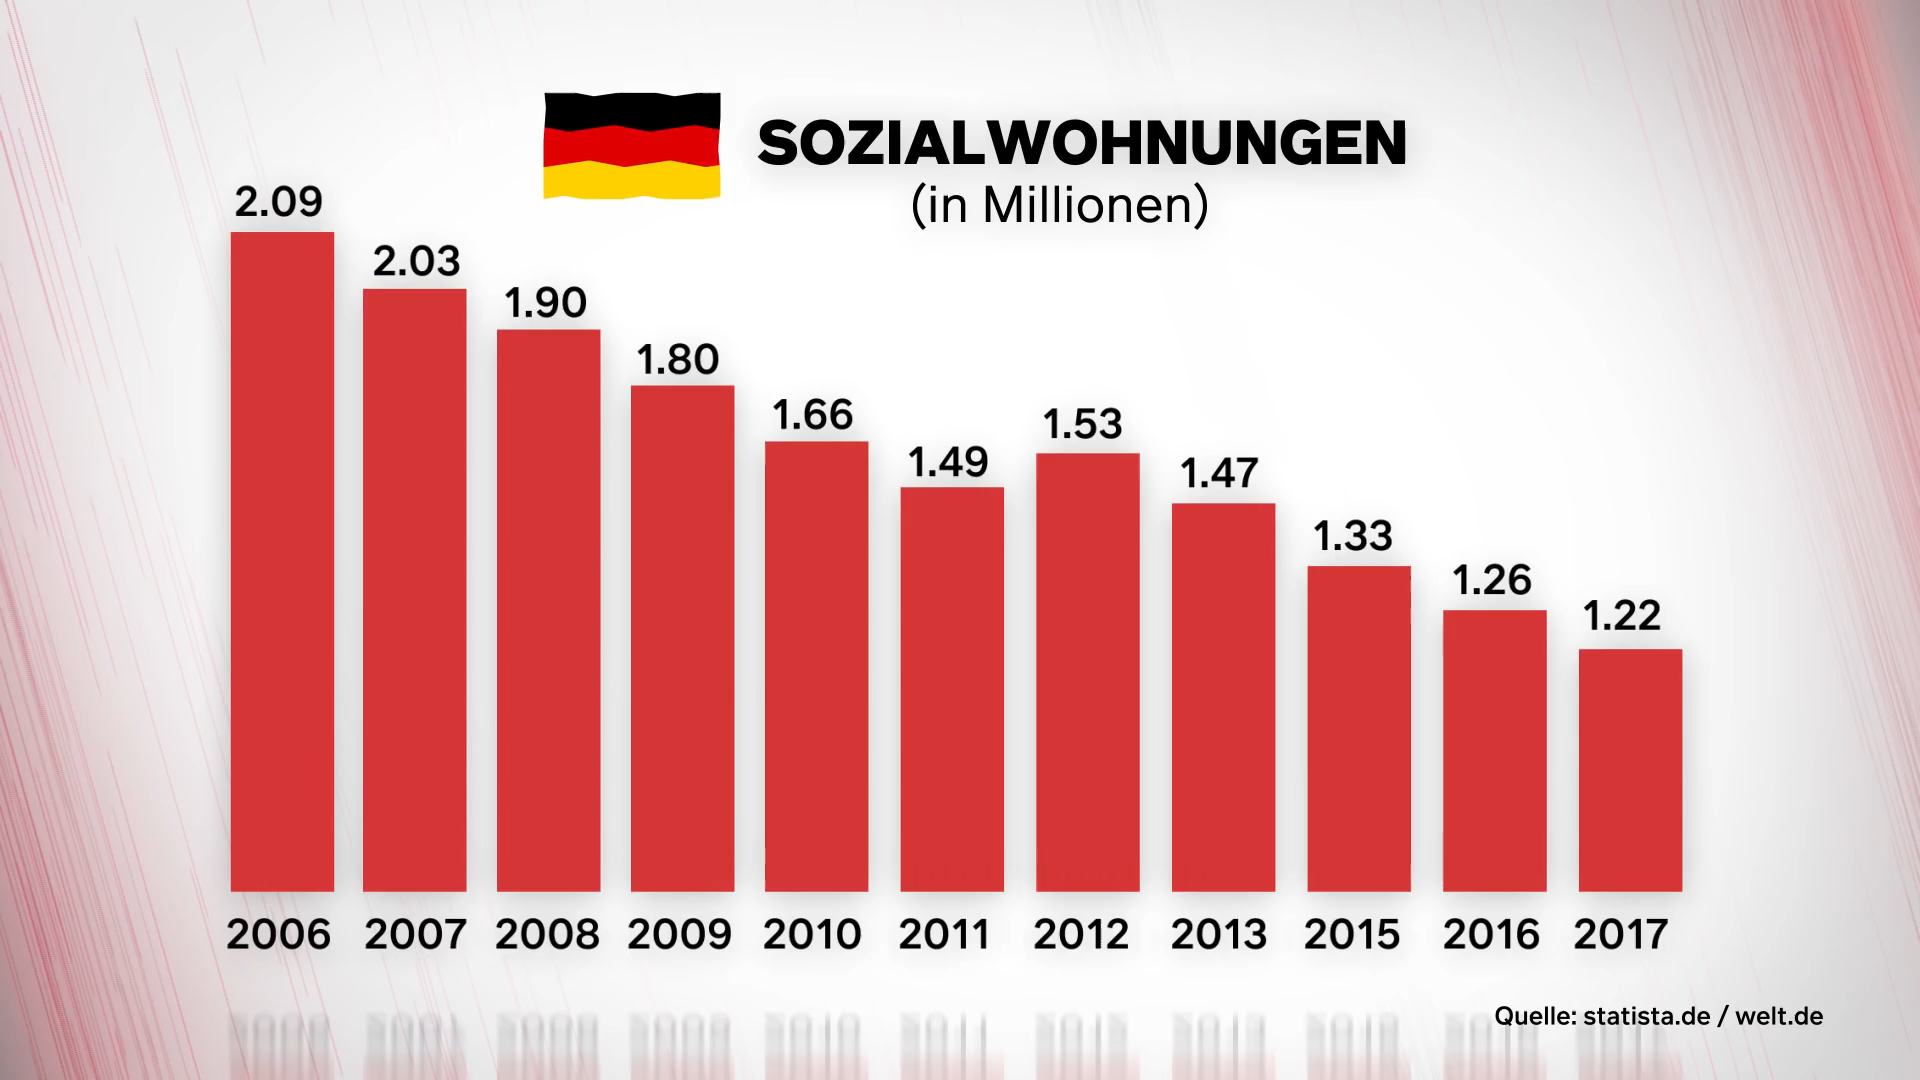 SOZIALWOHNUNGEN
(in Millionen)
2.09
2.03
1.90
1.80
1.66
1.49
1.53
1.47
1.33
1.26
1.22
2006 2007 2008 2009 2010 2011 2012 2013 2015 2016 2017
Quelle: statista.de / welt.de